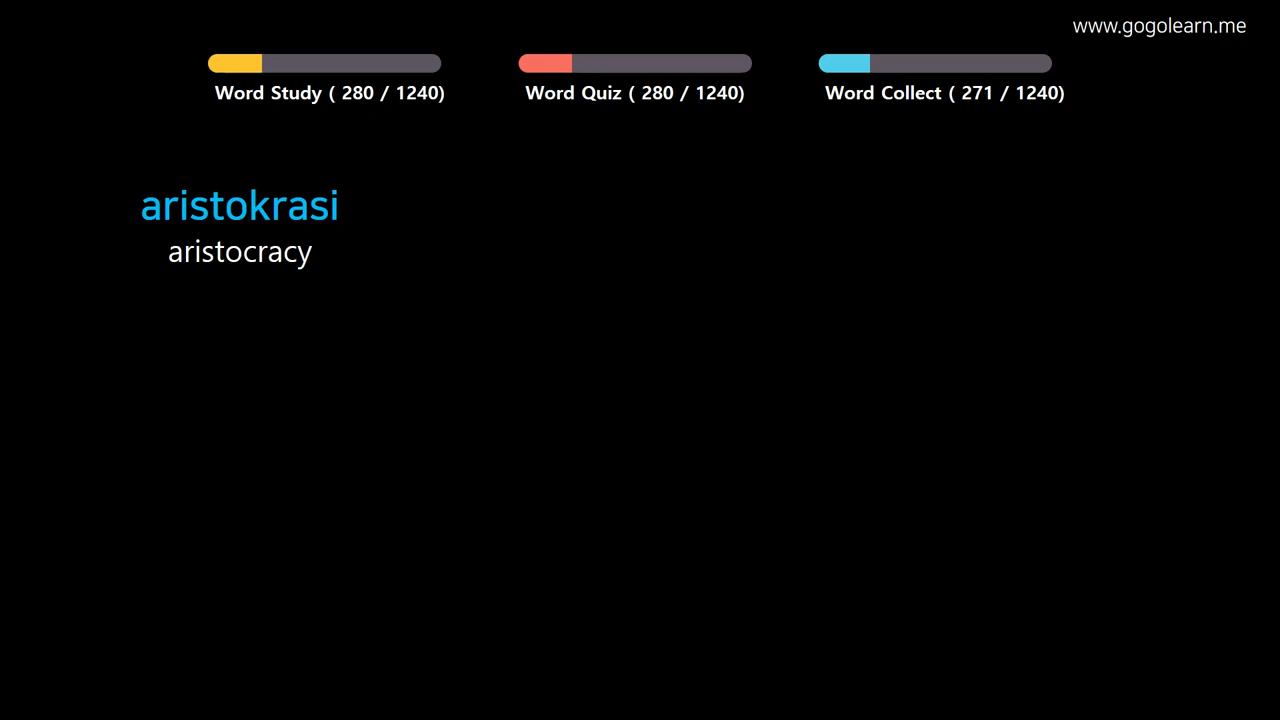 www.gogolearn.me
Word Study ( 280 / 1240)
Word Quiz ( 280 / 1240)
Word Collect ( 271 / 1240)
aristokrasi
aristocracy